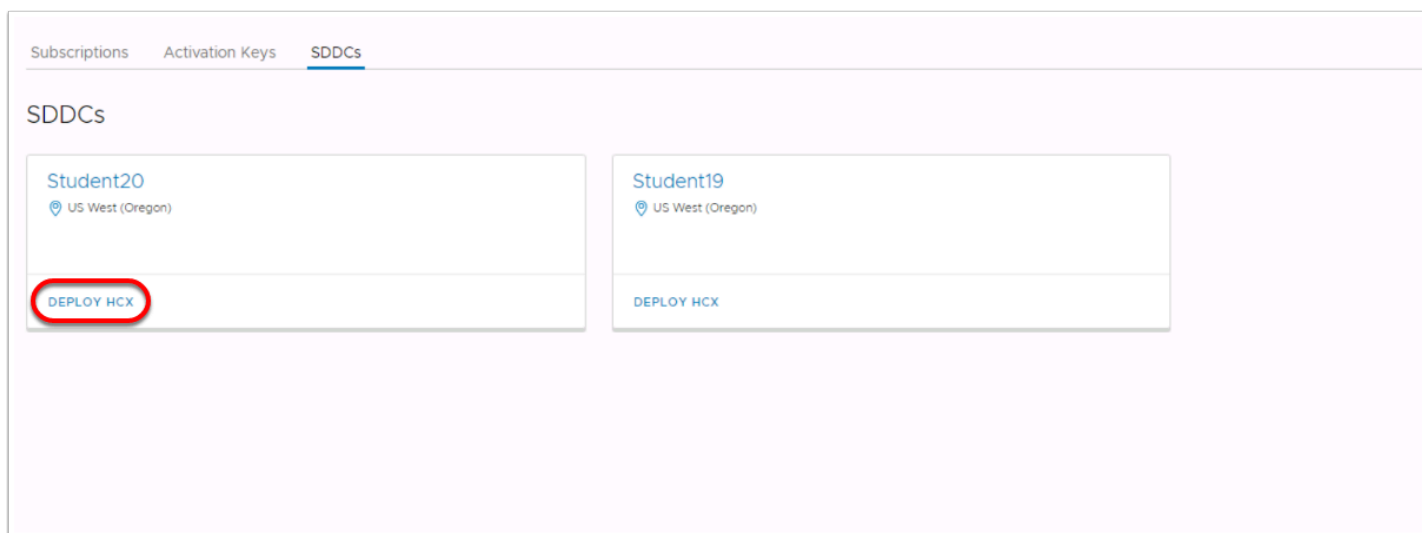 Subscriptions Activation Keys SDDCs
SDDCs
Student20
US West (Oregon)
DEPLOY HCX
Student19
US West (Oregon)
DEPLOY HCX